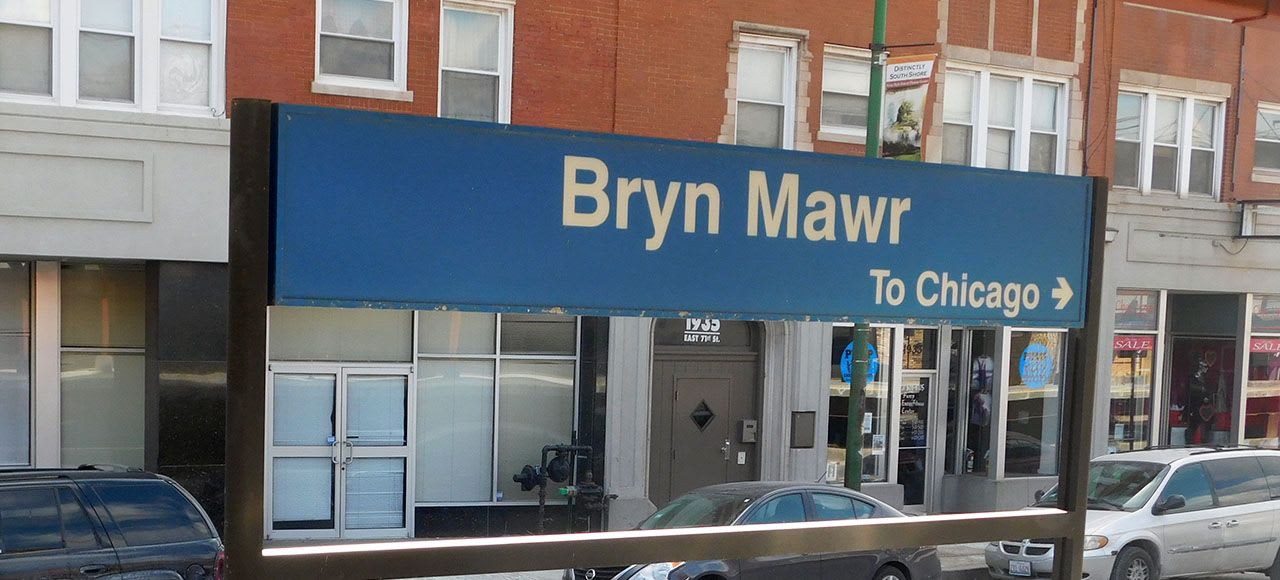 DISTINCTLY
SOUTH SHORE
Bryn Mawr
To Chicago →
1935
EAST 71st ST.
SALE
SALE